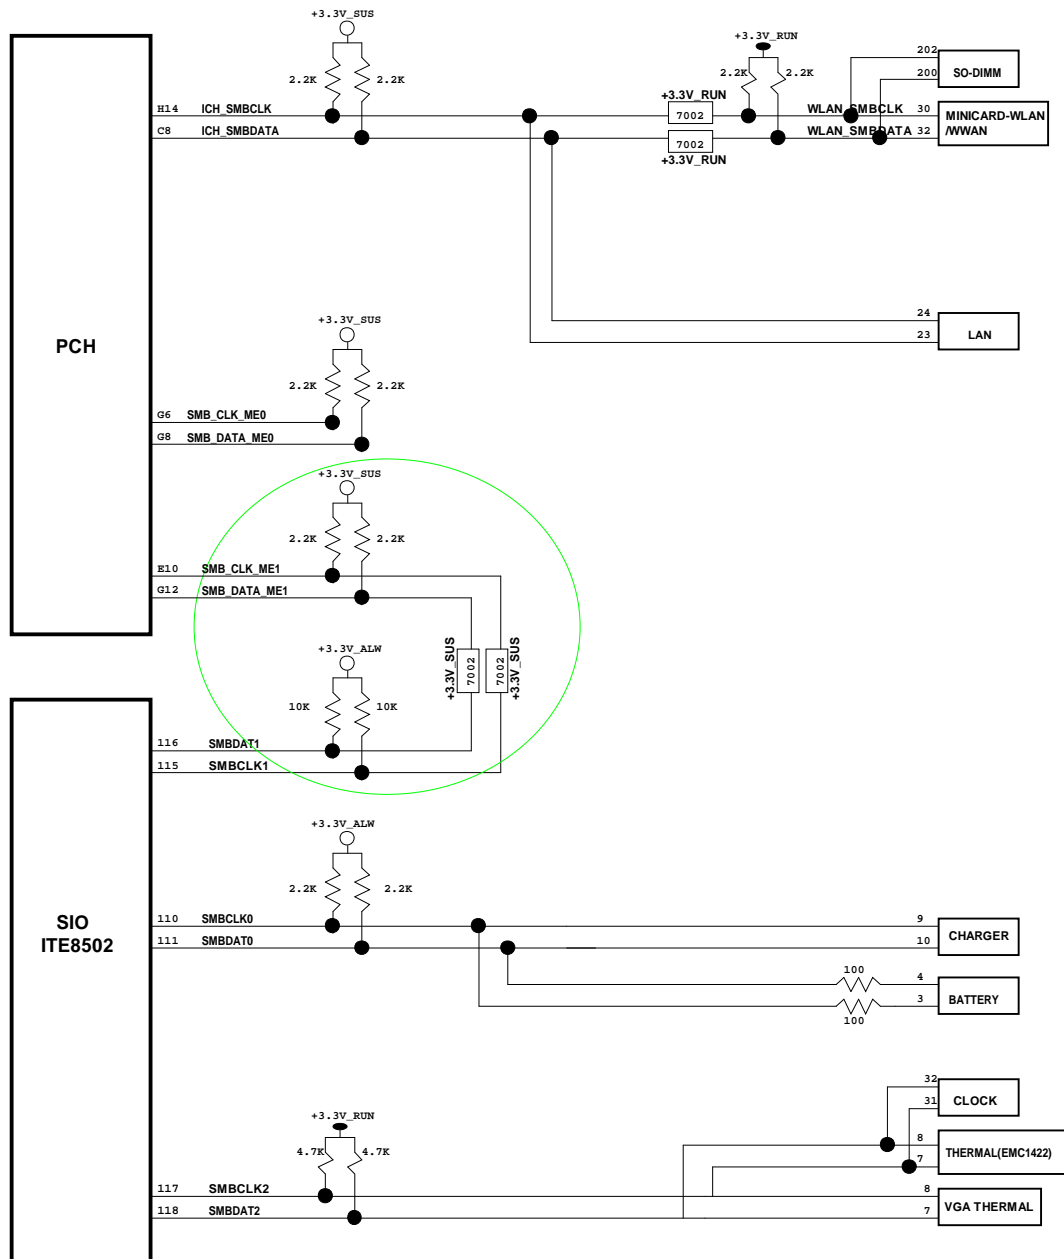 +3.3V_SUS
2.2K 2.2K
+3.3V_RUN
2.2K 2.2K
202
200
SO-DIMM
H14 ICH_SMBCLK
+3.3V_RUN
7002
WLAN_SMBCLK 30
C8 ICH_SMBDATA
7002
+3.3V_RUN
WLAN_SMBDATA 32
MINICARD-WLAN
/WWAN
24
23
LAN
PCH
+3.3V_SUS
2.2K 2.2K
G6 SMB_CLK_ME0
G8 SMB_DATA_ME0
+3.3V_SUS
2.2K 2.2K
E10 SMB_CLK_ME1
G12 SMB_DATA_ME1
+3.3V_SUS
7002
7002
+3.3V_SUS
+3.3V_ALW
10K 10K
116 SMBDAT1
115 SMBCLK1
SIO
ITE8502
+3.3V_ALW
2.2K 2.2K
110 SMBCLK0
111 SMBDAT0
9
10
CHARGER
100 4
100 3
BATTERY
32
31
CLOCK
8
7
THERMAL(EMC1422)
+3.3V_RUN
4.7K 4.7K
117 SMBCLK2
118 SMBDAT2
8
7
VGA THERMAL